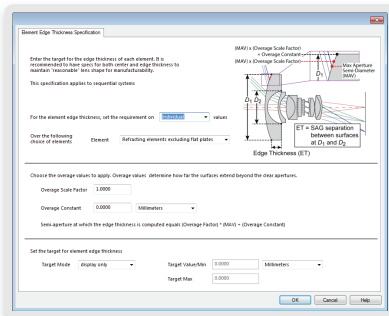 Element Edge Thickness Specification
Enter the target for the edge thickness of each element. It is
recommended to have specs for both center and edge thickness to
maintain "reasonable" lens shape for manufacturability.
This specification applies to sequential systems
For the element edge thickness, set the requirement on Individual values
Over the following
choice of elements
Element Refracting elements excluding flat plates
(MAV) x (Overage Scale Factor)
+ Overage Constant
(MAV) x (Overage Scale Factor)
D1
Max Aperture
Semi-Diameter
(MAV)
D1 D2
ET = SAG separation
between surfaces
at D1 and D2
Edge Thickness (ET)
Choose the overage values to apply. Overage values determine how far the surfaces extend beyond the clear apertures.
Overage Scale Factor 1.0000
Overage Constant 0.0000 Millimeters
Semi-aperture at which the edge thickness is computed equals (Overage Factor) * (MAV) + (Overage Constant)
Set the target for element edge thickness
Target Mode display only Target Value/Min 0.0000 Millimeters
Target Max 0.0000
OK Cancel Help